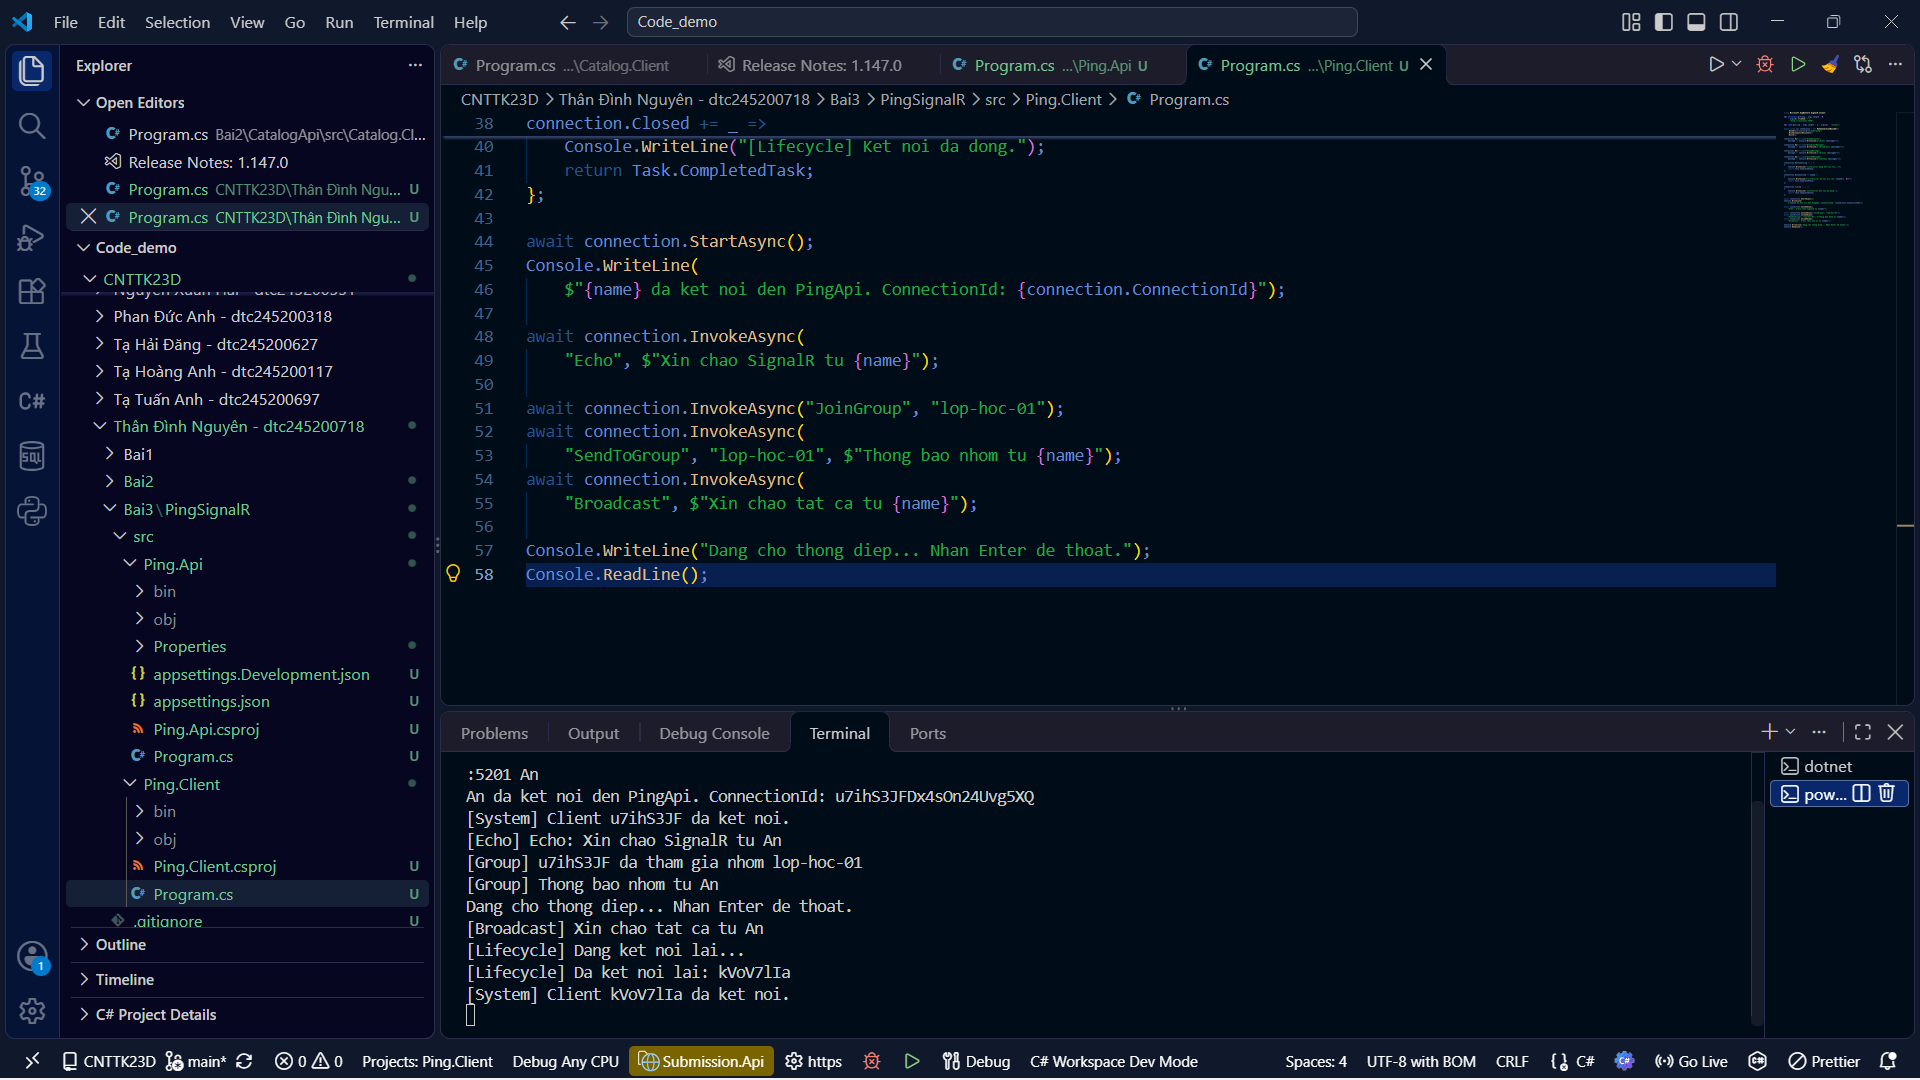 File Edit Selection View Go Run Terminal Help
Code_demo
Explorer
Open Editors
Program.cs Bai2\CatalogApi\src\Catalog.Cl...
Release Notes: 1.147.0
Program.cs CNTTK23D\Thân Đình Ngu... U
Program.cs CNTTK23D\Thân Đình Ngu... U
Code_demo
CNTTK23D
Phan Đức Anh - dtc245200318
Tạ Hải Đăng - dtc245200627
Tạ Hoàng Anh - dtc245200117
Tạ Tuấn Anh - dtc245200697
Thân Đình Nguyên - dtc245200718
Bai1
Bai2
Bai3\PingSignalR
src
Ping.Api
bin
obj
Properties
appsettings.Development.json U
appsettings.json U
Ping.Api.csproj U
Program.cs U
Ping.Client
bin
obj
Ping.Client.csproj U
Program.cs U
.gitignore U
Outline
Timeline
C# Project Details
32
1
C#
SQL
Program.cs ...\Catalog.Client
Release Notes: 1.147.0
Program.cs ...\Ping.Api U
Program.cs ...\Ping.Client U
CNTTK23D > Thân Đình Nguyên - dtc245200718 > Bai3 > PingSignalR > src > Ping.Client > Program.cs
38 connection.Closed += _ =>
40 Console.WriteLine("[Lifecycle] Ket noi da dong.");
41 return Task.CompletedTask;
42 };
43
44 await connection.StartAsync();
45 Console.WriteLine(
46 $"{name} da ket noi den PingApi. ConnectionId: {connection.ConnectionId}");
47
48 await connection.InvokeAsync(
49 "Echo", $"Xin chao SignalR tu {name}");
50
51 await connection.InvokeAsync("JoinGroup", "lop-hoc-01");
52 await connection.InvokeAsync(
53 "SendToGroup", "lop-hoc-01", $"Thong bao nhom tu {name}");
54 await connection.InvokeAsync(
55 "Broadcast", $"Xin chao tat ca tu {name}");
56
57 Console.WriteLine("Dang cho thong diep... Nhan Enter de thoat.");
58 Console.ReadLine();
Problems Output Debug Console Terminal Ports
:5201 An
An da ket noi den PingApi. ConnectionId: u7ihS3JFDx4sOn24Uvg5XQ
[System] Client u7ihS3JF da ket noi.
[Echo] Echo: Xin chao SignalR tu An
[Group] u7ihS3JF da tham gia nhom lop-hoc-01
[Group] Thong bao nhom tu An
Dang cho thong diep... Nhan Enter de thoat.
[Broadcast] Xin chao tat ca tu An
[Lifecycle] Dang ket noi lai...
[Lifecycle] Da ket noi lai: kVoV7lIa
[System] Client kVoV7lIa da ket noi.
dotnet
pow...
CNTTK23D main* 0 0 Projects: Ping.Client Debug Any CPU Submission.Api https Debug C# Workspace Dev Mode Spaces: 4 UTF-8 with BOM CRLF {} C# Go Live Prettier